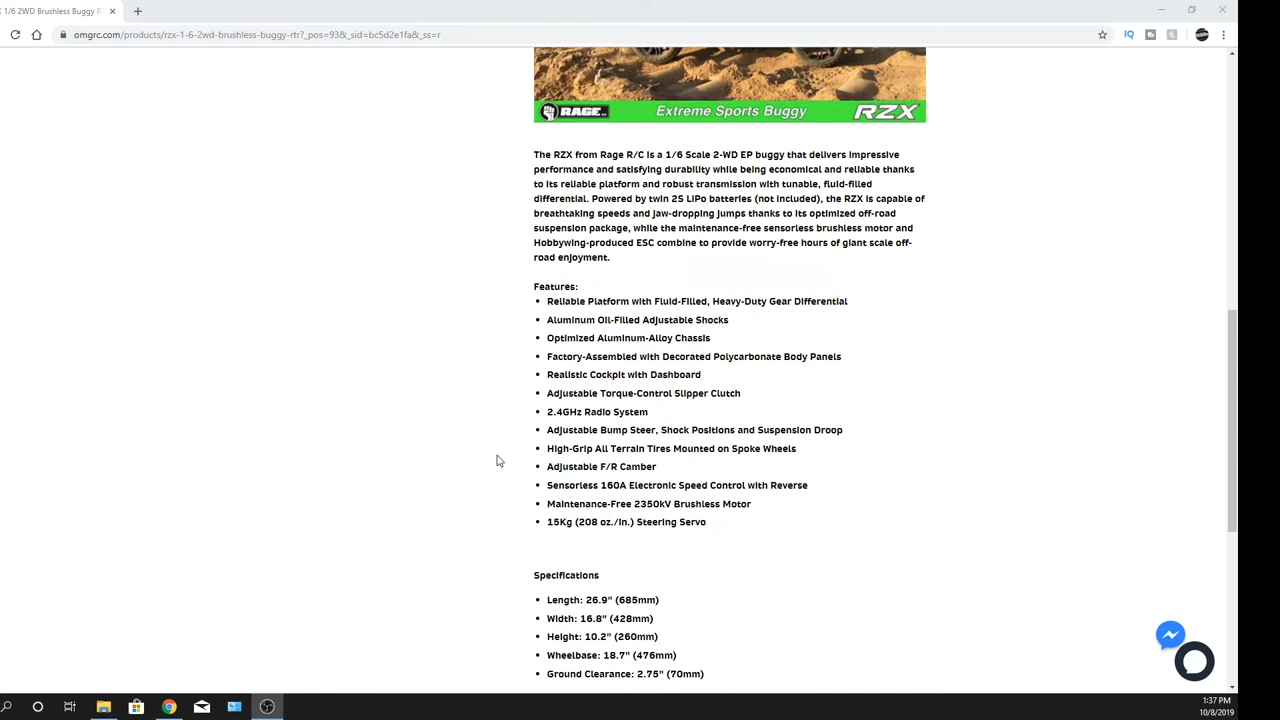 1/6 2WD Brushless Buggy R
omgrc.com/products/rzx-1-6-2wd-brushless-buggy-rtr?_pos=93&_sid=bc5d2e1fa&_ss=r
IQ
RAGE Extreme Sports Buggy RZX
The RZX from Rage R/C is a 1/6 Scale 2-WD EP buggy that delivers impressive
performance and satisfying durability while being economical and reliable thanks
to its reliable platform and robust transmission with tunable, fluid-filled
differential. Powered by twin 2S LiPo batteries (not included), the RZX is capable of
breathtaking speeds and jaw-dropping jumps thanks to its optimized off-road
suspension package, while the maintenance-free sensorless brushless motor and
Hobbywing-produced ESC combine to provide worry-free hours of giant scale off-
road enjoyment.
Features:
• Reliable Platform with Fluid-Filled, Heavy-Duty Gear Differential
• Aluminum Oil-Filled Adjustable Shocks
• Optimized Aluminum-Alloy Chassis
• Factory-Assembled with Decorated Polycarbonate Body Panels
• Realistic Cockpit with Dashboard
• Adjustable Torque-Control Slipper Clutch
• 2.4GHz Radio System
• Adjustable Bump Steer, Shock Positions and Suspension Droop
• High-Grip All Terrain Tires Mounted on Spoke Wheels
• Adjustable F/R Camber
• Sensorless 160A Electronic Speed Control with Reverse
• Maintenance-Free 2350kV Brushless Motor
• 15Kg (208 oz./in.) Steering Servo
Specifications
• Length: 26.9" (685mm)
• Width: 16.8" (428mm)
• Height: 10.2" (260mm)
• Wheelbase: 18.7" (476mm)
• Ground Clearance: 2.75" (70mm)
1:37 PM
10/8/2019